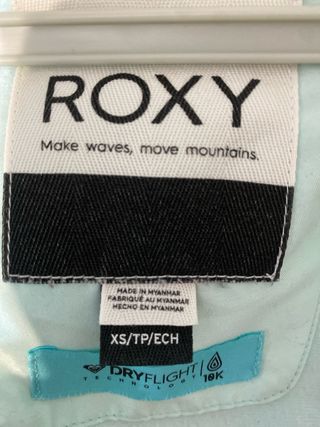 ROXY
Make waves, move mountains.
MADE IN MYANMAR
FABRIQUÉ AU MYANMAR
HECHO EN MYANMAR
XS/TP/ECH
DRYFLIGHT
TECHNOLOGY
10K